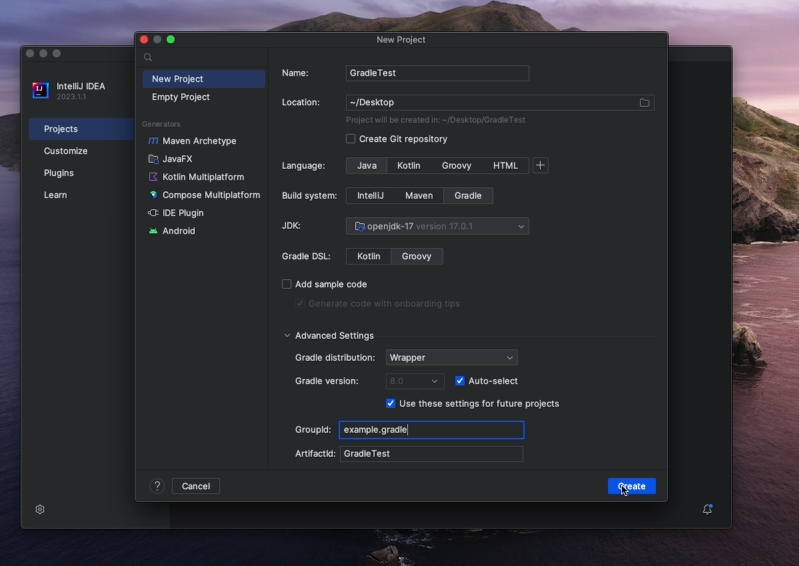 New Project
IntelliJ IDEA
2023.1.1
Projects
Customize
Plugins
Learn
New Project
Empty Project
Generators
Maven Archetype
JavaFX
Kotlin Multiplatform
Compose Multiplatform
IDE Plugin
Android
Name: GradleTest
Location: ~/Desktop
Project will be created in: ~/Desktop/GradleTest
Create Git repository
Language: Java Kotlin Groovy HTML +
Build system: IntelliJ Maven Gradle
JDK: openjdk-17 version 17.0.1
Gradle DSL: Kotlin Groovy
Add sample code
Generate code with onboarding tips
Advanced Settings
Gradle distribution: Wrapper
Gradle version: 8.0 Auto-select
Use these settings for future projects
GroupId: example.gradle
ArtifactId: GradleTest
? Cancel Create